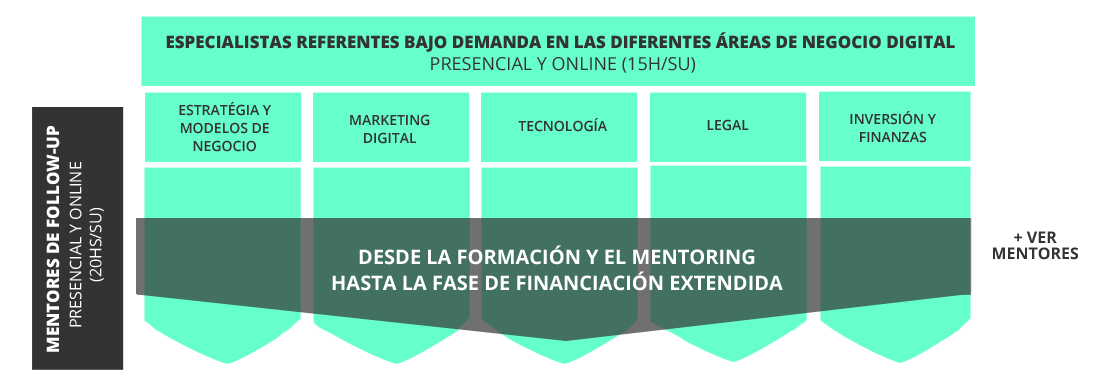 ESPECIALISTAS REFERENTES BAJO DEMANDA EN LAS DIFERENTES ÁREAS DE NEGOCIO DIGITAL
PRESENCIAL Y ONLINE (15H/SU)
MENTORES DE FOLLOW-UP
PRESENCIAL Y ONLINE
(20HS/SU)
ESTRATÉGIA Y
MODELOS DE
NEGOCIO
MARKETING
DIGITAL
TECNOLOGÍA
LEGAL
INVERSIÓN Y
FINANZAS
DESDE LA FORMACIÓN Y EL MENTORING
HASTA LA FASE DE FINANCIACIÓN EXTENDIDA
+ VER
MENTORES